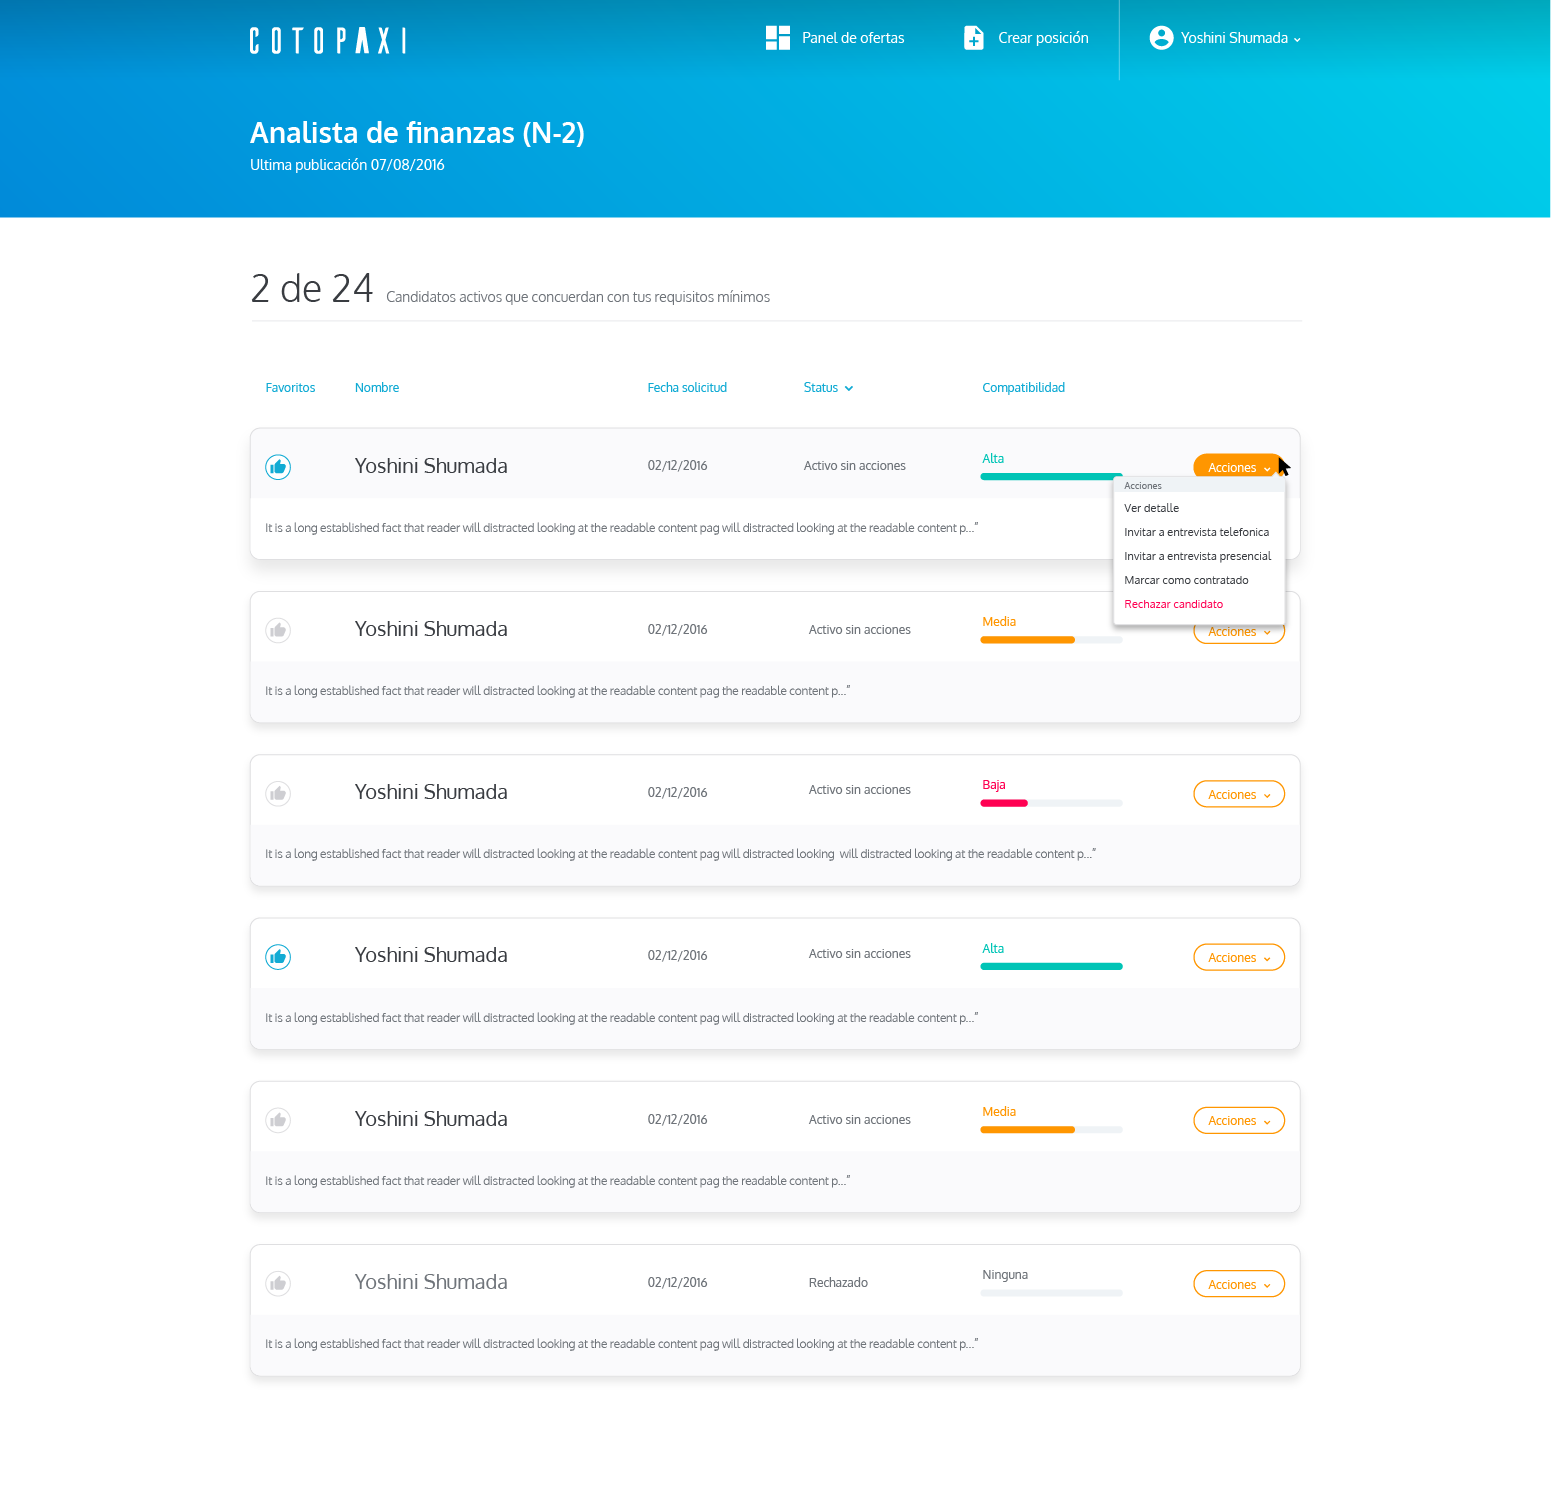 COTOPAXI
Panel de ofertas
Crear posición
Yoshini Shumada
Analista de finanzas (N-2)
Ultima publicación 07/08/2016
2 de 24 Candidatos activos que concuerdan con tus requisitos mínimos
Favoritos Nombre Fecha solicitud Status Compatibilidad
Yoshini Shumada 02/12/2016 Activo sin acciones Alta Acciones
It is a long established fact that reader will distracted looking at the readable content pag will distracted looking at the readable content p..."
Acciones
Ver detalle
Invitar a entrevista telefonica
Invitar a entrevista presencial
Marcar como contratado
Rechazar candidato
Yoshini Shumada 02/12/2016 Activo sin acciones Media Acciones
It is a long established fact that reader will distracted looking at the readable content pag the readable content p..."
Yoshini Shumada 02/12/2016 Activo sin acciones Baja Acciones
It is a long established fact that reader will distracted looking at the readable content pag will distracted looking will distracted looking at the readable content p..."
Yoshini Shumada 02/12/2016 Activo sin acciones Alta Acciones
It is a long established fact that reader will distracted looking at the readable content pag will distracted looking at the readable content p..."
Yoshini Shumada 02/12/2016 Activo sin acciones Media Acciones
It is a long established fact that reader will distracted looking at the readable content pag the readable content p..."
Yoshini Shumada 02/12/2016 Rechazado Ninguna Acciones
It is a long established fact that reader will distracted looking at the readable content pag will distracted looking at the readable content p..."